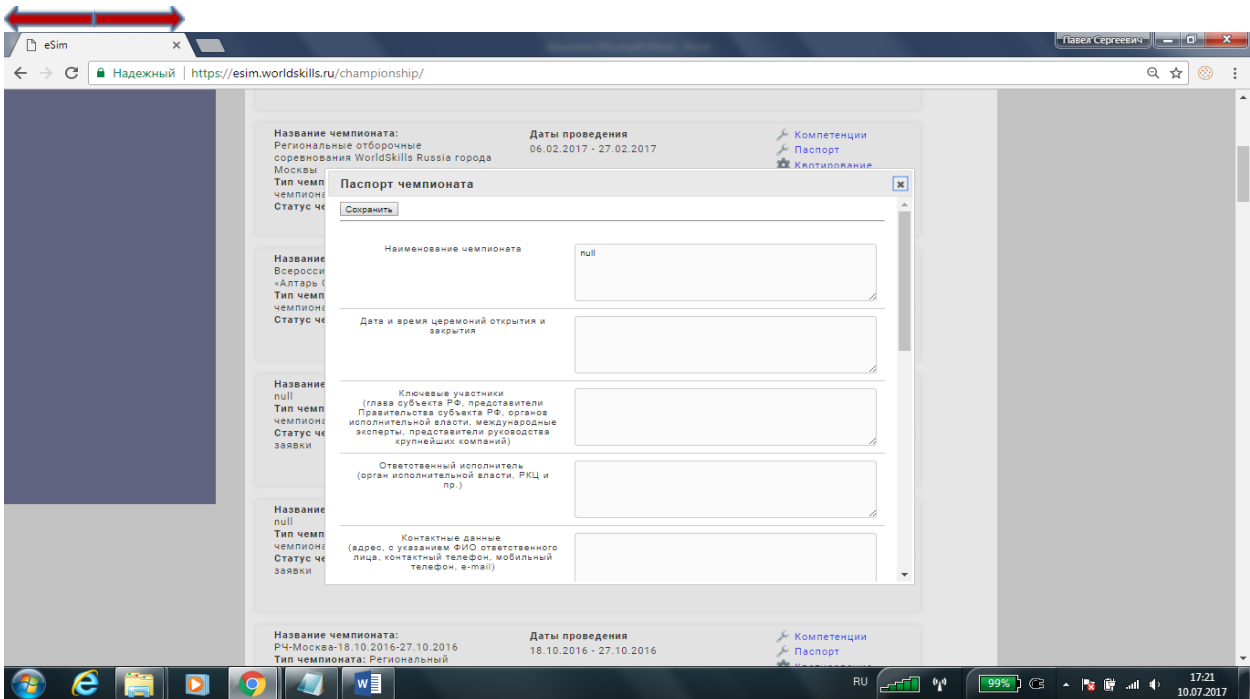 eSim
Павел Сергеевич
Надежный https://esim.worldskills.ru/championship/
Название чемпионата:
Региональные отборочные
соревнования WorldSkills Russia города
Москвы
Тип чемп
чемпиона
Статус че
Даты проведения
06.02.2017 - 27.02.2017
Компетенции
Паспорт
Квотирование
Паспорт чемпионата
Сохранить
Наименование чемпионата
null
Дата и время церемоний открытия и
закрытия
Ключевые участники
(глава субъекта РФ, представители
Правительства субъекта РФ, органов
исполнительной власти, международные
эксперты, представители руководства
крупнейших компаний)
Ответственный исполнитель
(орган исполнительной власти, РКЦ и
пр.)
Контактные данные
(адрес, с указанием ФИО ответственного
лица, контактный телефон, мобильный
телефон, e-mail)
Название
Всеросси
«Алтарь
Тип чемп
чемпиона
Статус че
Название
null
Тип чемп
чемпиона
Статус че
заявки
Название
null
Тип чемп
чемпиона
Статус че
заявки
Название чемпионата:
РЧ-Москва-18.10.2016-27.10.2016
Тип чемпионата: Региональный
Даты проведения
18.10.2016 - 27.10.2016
Компетенции
Паспорт
Квотирование
RU
99%
17:21
10.07.2017